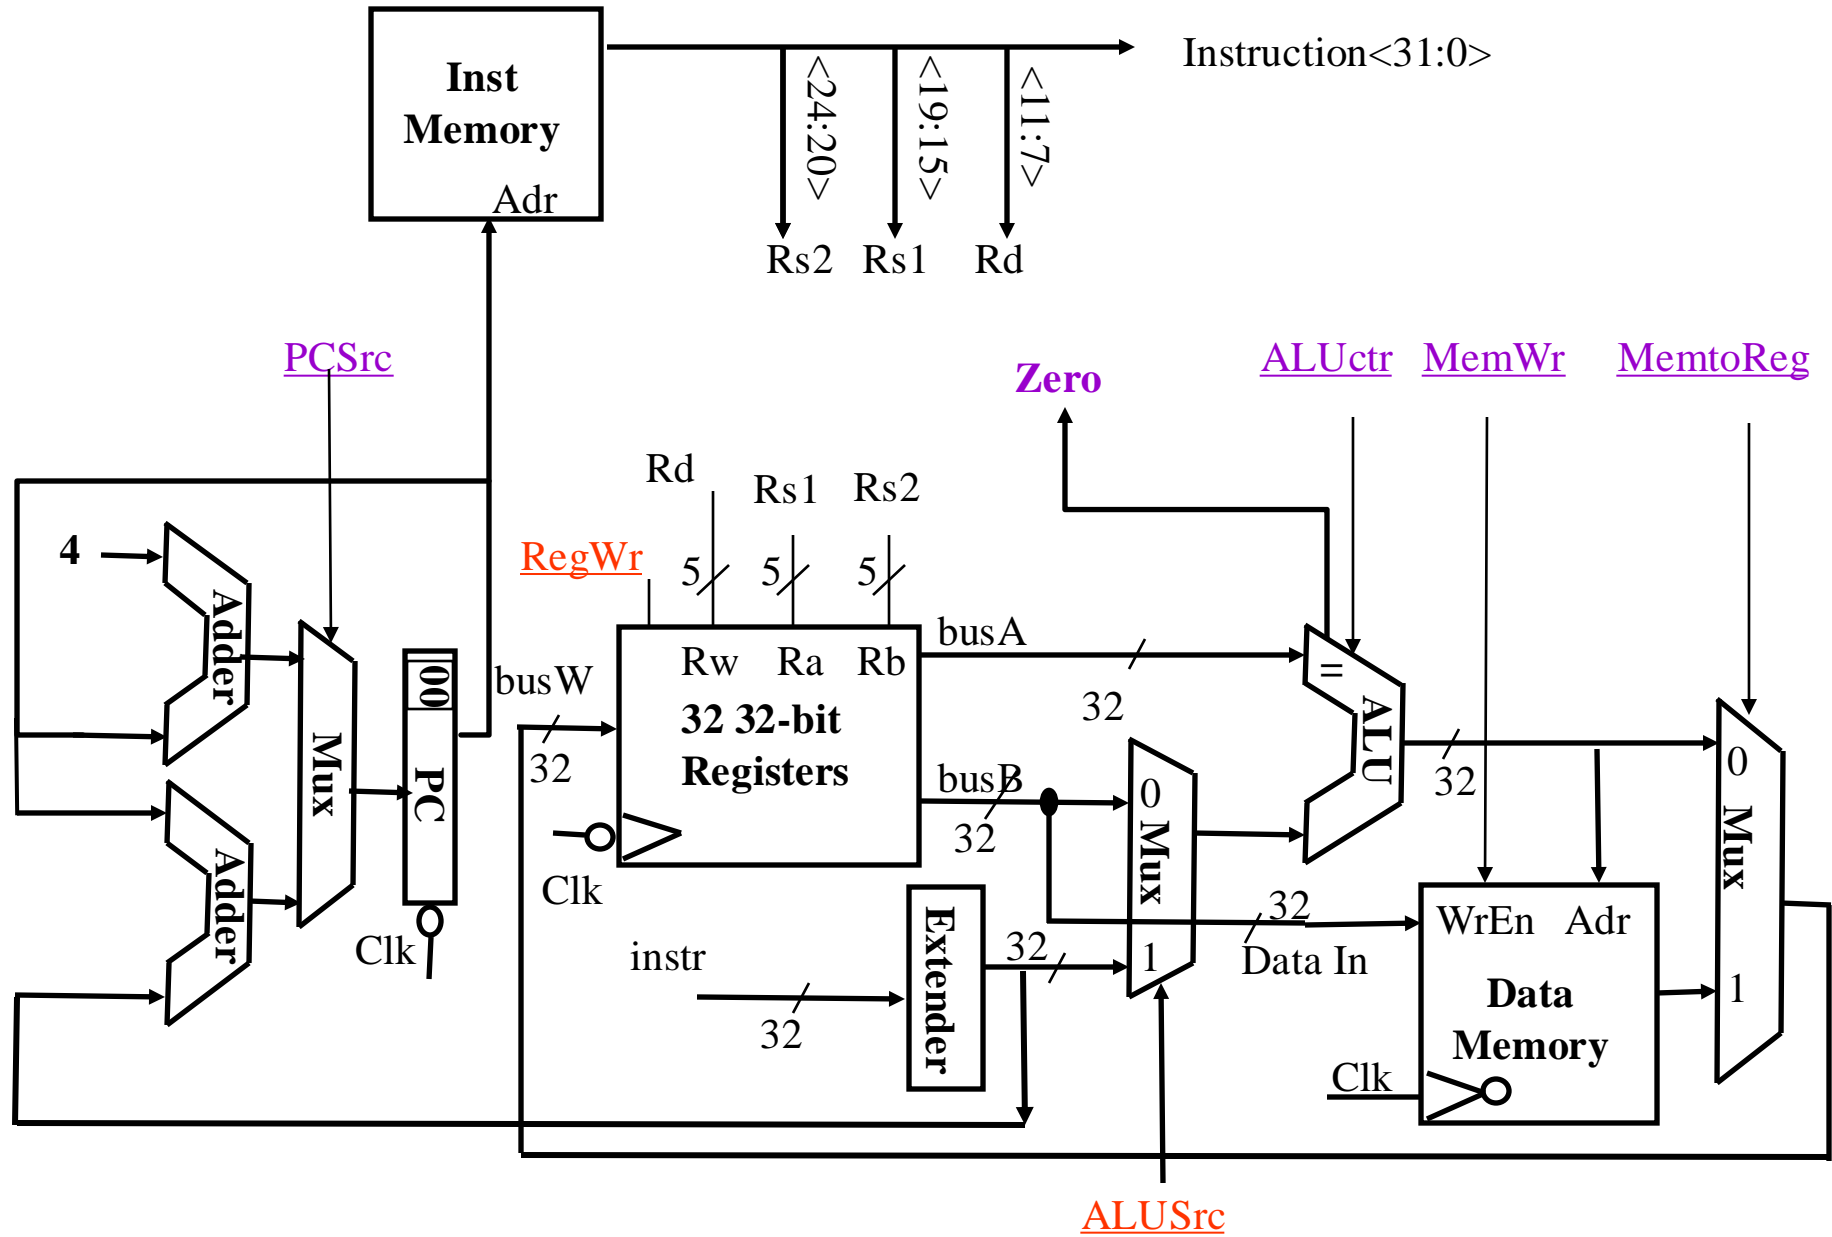 Inst
Memory
Adr
Instruction<31:0>
<24:20>
<19:15>
<11:7>
Rs2
Rs1
Rd
PCSrc
Zero
ALUctr
MemWr
MemtoReg
4
Adder
Adder
Mux
00
PC
Clk
RegWr
Rd
Rs1
Rs2
5
5
5
busW
32
Rw
Ra
Rb
32 32-bit
Registers
Clk
busA
32
busB
32
instr
32
Extender
32
0
Mux
1
=
ALU
32
32
Data In
WrEn
Adr
Data
Memory
Clk
0
Mux
1
ALUSrc